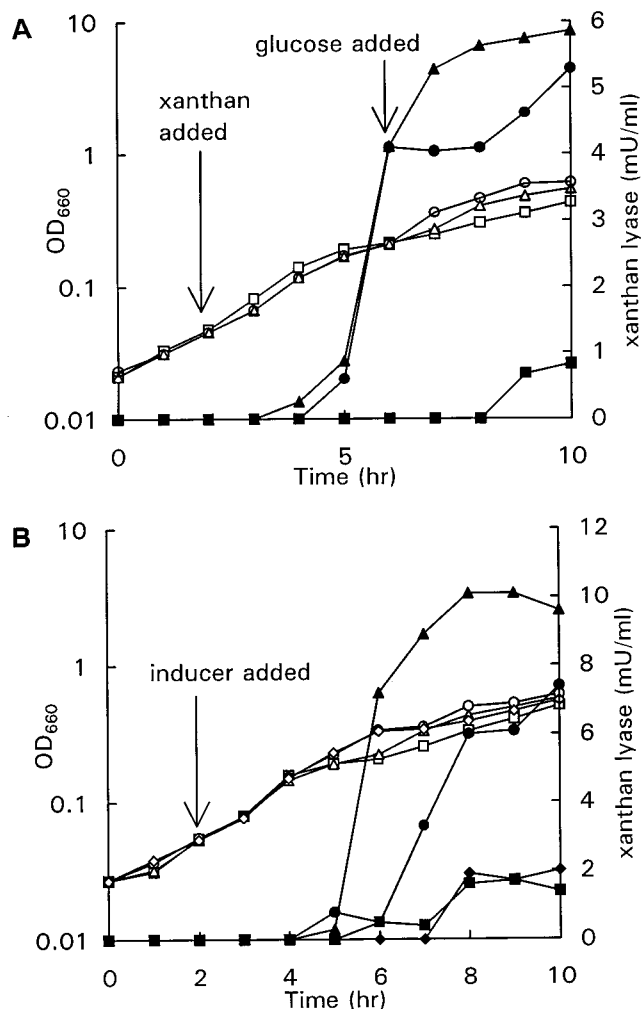 A
10
1
0.1
0.01
OD660
xanthan
added
glucose added
6
5
4
3
2
1
0
xanthan lyase (mU/ml)
0
5
10
Time (hr)
B
10
1
0.1
0.01
OD660
inducer added
12
10
8
6
4
2
0
xanthan lyase (mU/ml)
0
2
4
6
8
10
Time (hr)